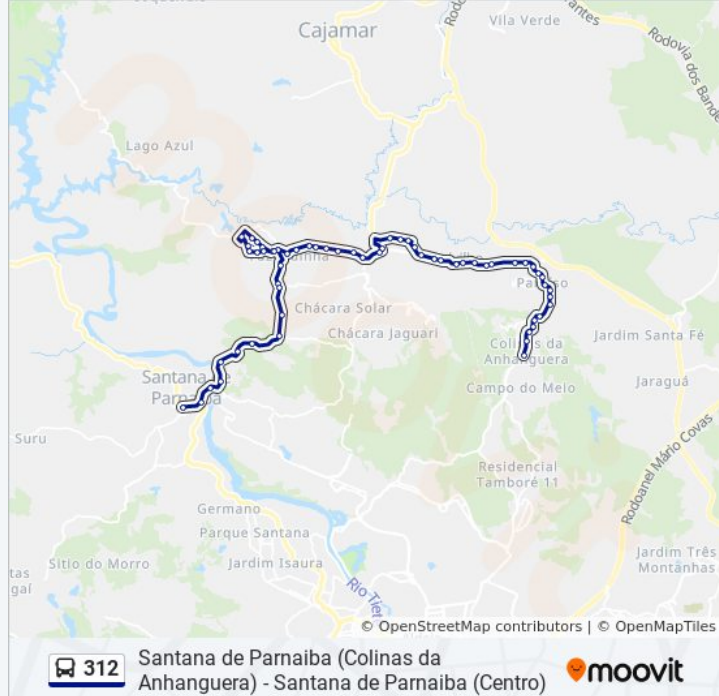 Cajamar
Vila Verde
Rodovia dos Bande
Lago Azul
Chácara Solar
Chácara Jaguari
Colinas da
Anhanguera
Jardim Santa Fé
Santana de
Parnaíba
Campo do Meio
Jaraguá
Suru
Residencial
Tamboré 11
Rodoanel Mário Covas
Germano
Parque Santana
Sítio do Morro
Jardim Isaura
Jardim Três
Montanhas
Rio Tiet
© OpenStreetMap contributors | © OpenMapTiles
312
Santana de Parnaiba (Colinas da
Anhanguera) - Santana de Parnaiba (Centro)
moovit